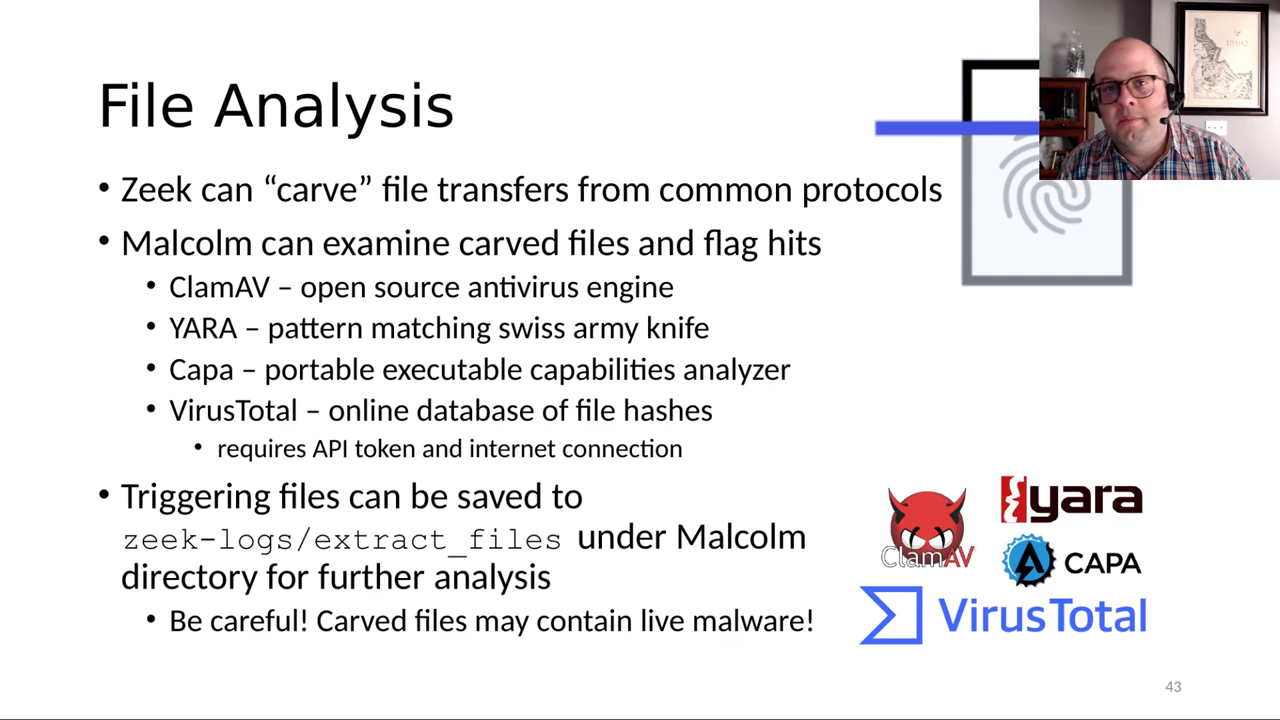 File Analysis
• Zeek can “carve” file transfers from common protocols
• Malcolm can examine carved files and flag hits
• ClamAV – open source antivirus engine
• YARA – pattern matching swiss army knife
• Capa – portable executable capabilities analyzer
• VirusTotal – online database of file hashes
• requires API token and internet connection
• Triggering files can be saved to
zeek-logs/extract_files under Malcolm
directory for further analysis
• Be careful! Carved files may contain live malware!
IDAHO
ClamAV
yara
CAPA
VirusTotal
43